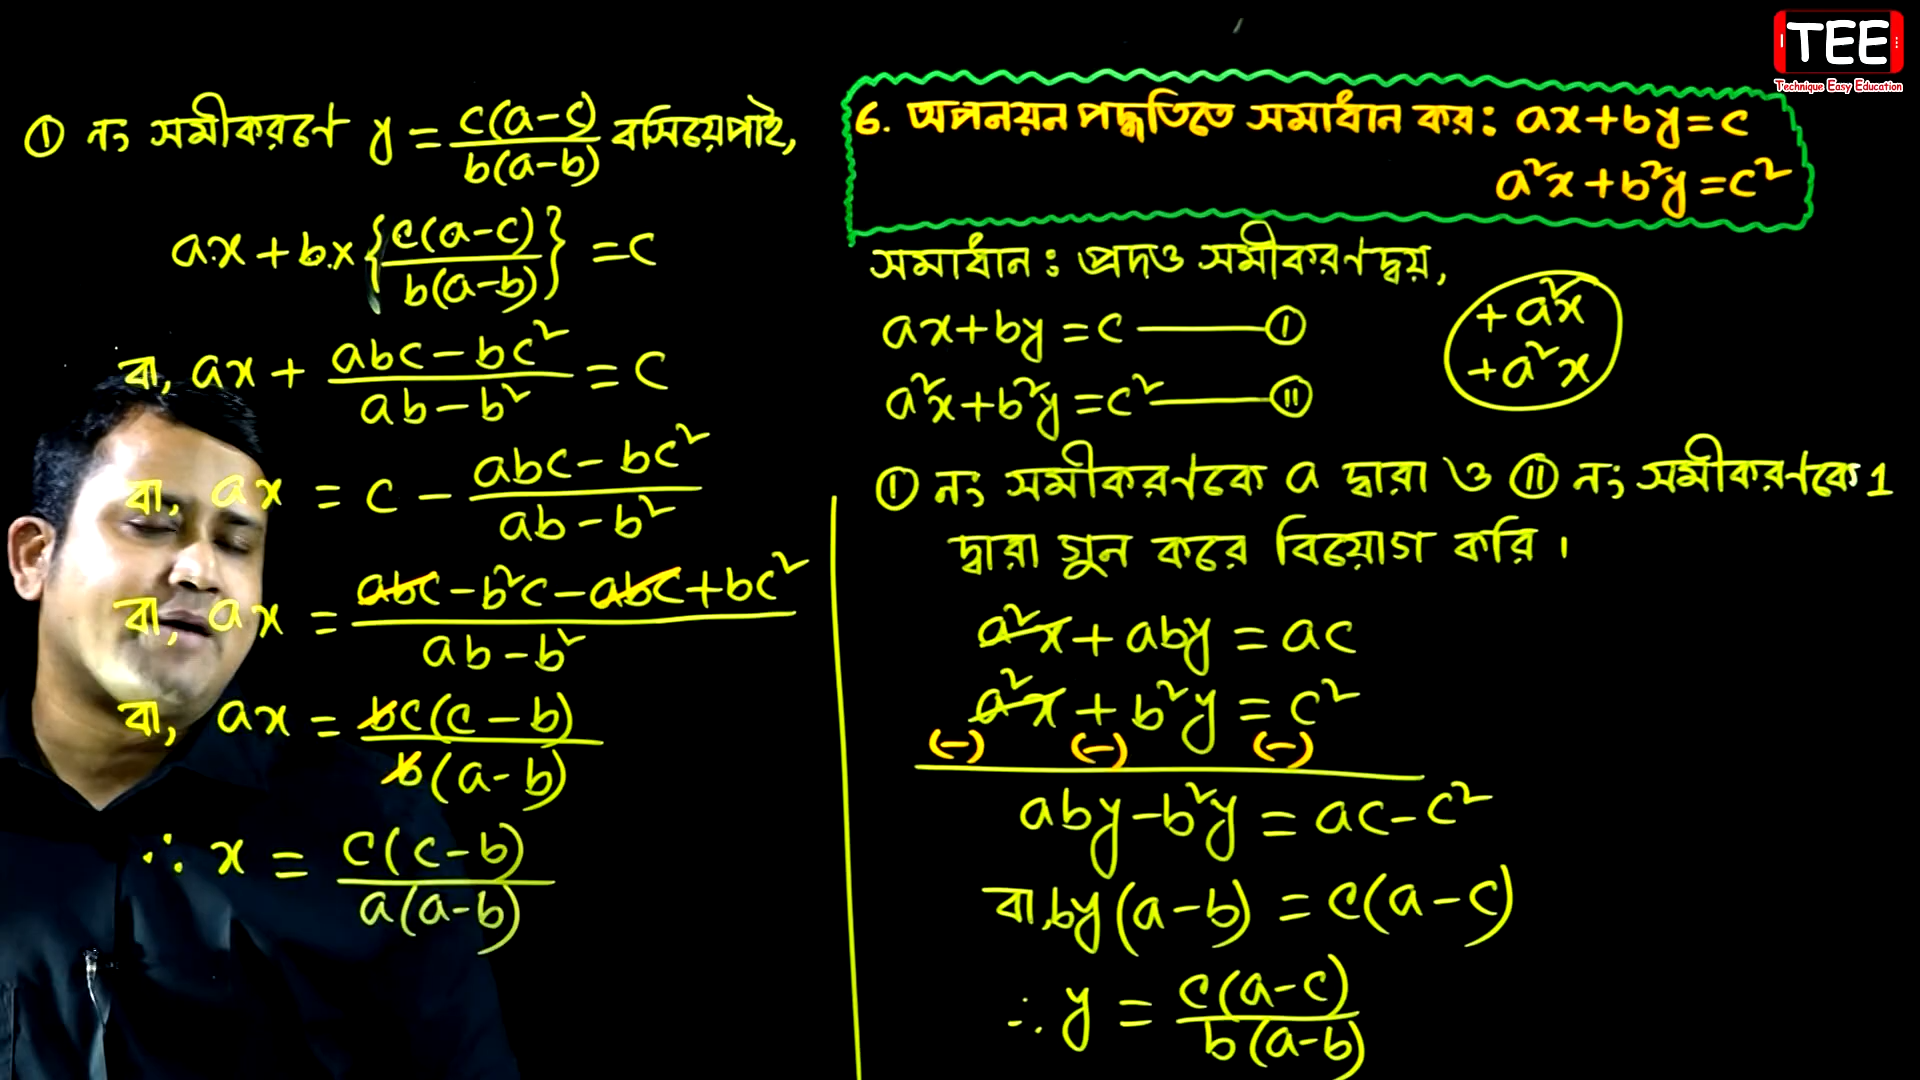 TEE
Technique Easy Education
6. অপনয়ন পদ্ধতিতে সমাধান কর: ax+by=c
a²x+b²y=c²
সমাধান: প্রদত্ত সমীকরণদ্বয়,
ax+by=c —— Ⓘ
a²x+b²y=c² —— ⑪
+a²x
+a²x
Ⓘ নং সমীকরণকে a দ্বারা ও ⑪ নং সমীকরণকে 1
দ্বারা গুন করে বিয়োগ করি।
a²x + aby = ac
a²x + b²y = c²
(−) (−) (−)
aby−b²y = ac−c²
বা, by(a−b) = c(a−c)
∴ y = c(a−c)/b(a−b)
Ⓘ নং সমীকরণে y = c(a−c)/b(a−b) বসিয়ে পাই,
a.x + b.x{c(a−c)/b(a−b)} = c
বা, ax + abc−bc²/ab−b² = c
বা, ax = c − abc−bc²/ab−b²
বা, ax = abc−b²c−abc+bc²/ab−b²
বা, ax = bc(c−b)/b(a−b)
∴ x = c(c−b)/a(a−b)